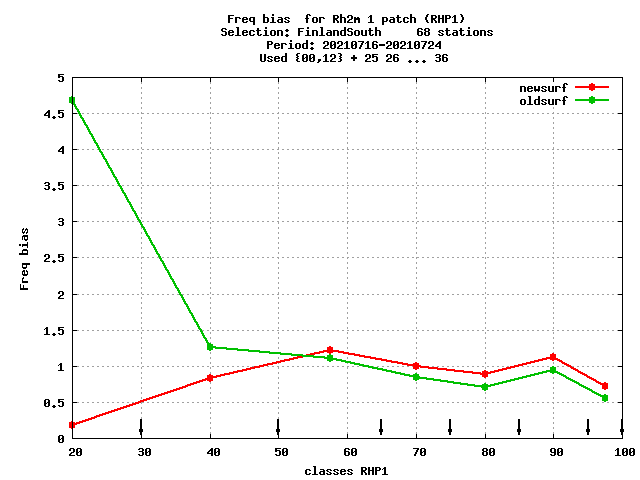 Freq bias  for Rh2m 1 patch (RHP1)
Selection: FinlandSouth     68 stations
Period: 20210716-20210724
Used {00,12} + 25 26 ... 36
newsurf
oldsurf
5
4.5
4
3.5
3
2.5
2
1.5
1
0.5
0
Freq bias
20 30 40 50 60 70 80 90 100
classes RHP1